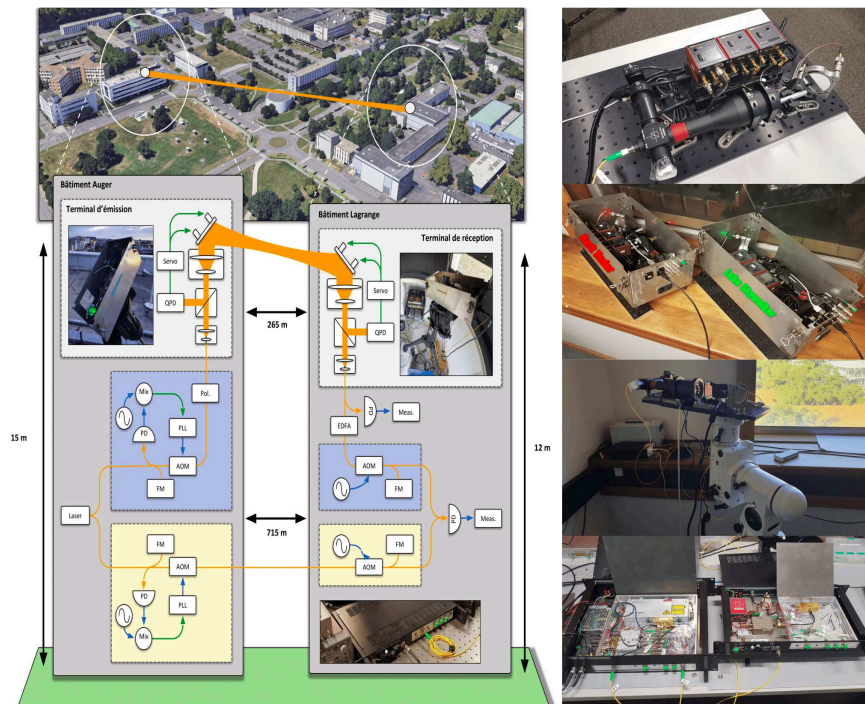 Bâtiment Auger
Terminal d'émission
Servo
QPD
Bâtiment Lagrange
Terminal de réception
Servo
QPD
265 m
15 m
12 m
Pol.
Mix
PLL
PD
AOM
FM
PD
Meas.
EDFA
AOM
FM
Laser
715 m
PD
Meas.
FM
AOM
PD
PLL
Mix
FM
AOM